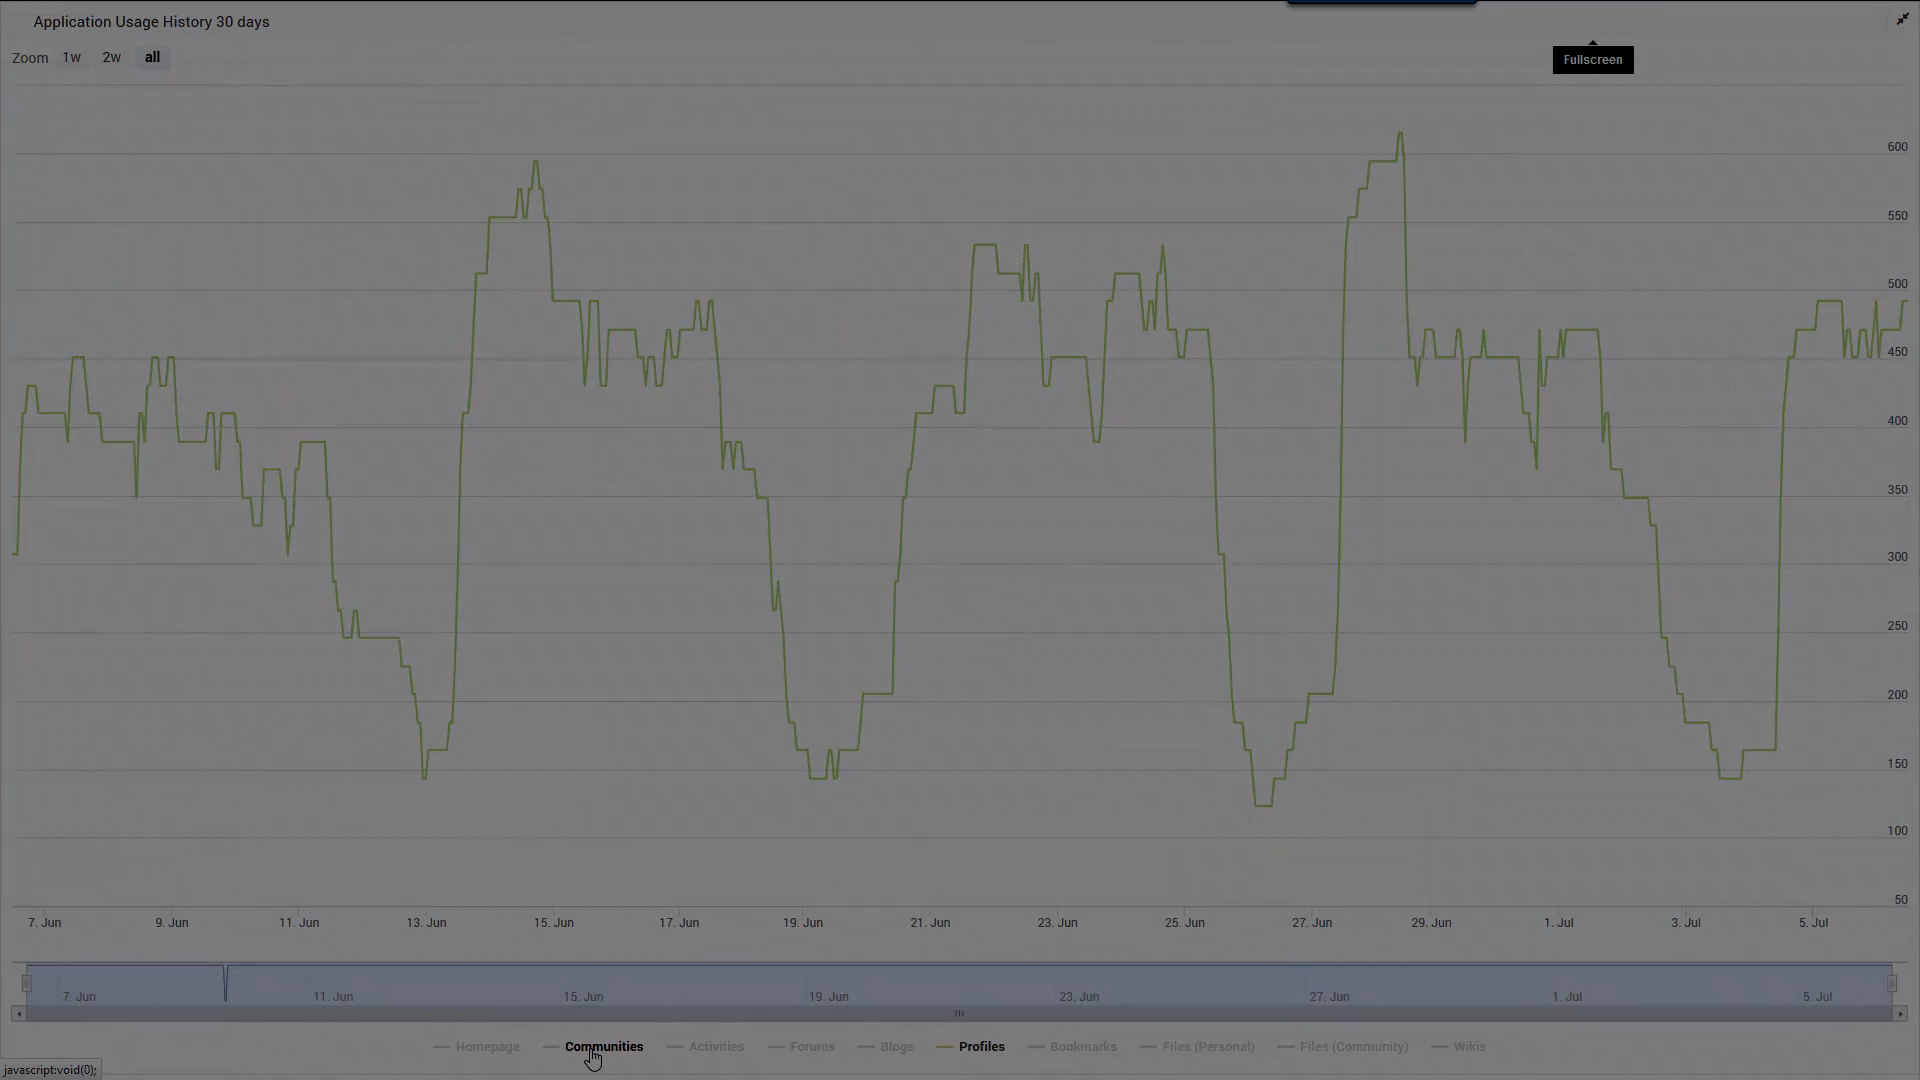 Application Usage History 30 days
Zoom 1w 2w all
Fullscreen
600
550
500
450
400
350
300
250
200
150
100
50
7. Jun 9. Jun 11. Jun 13. Jun 15. Jun 17. Jun 19. Jun 21. Jun 23. Jun 25. Jun 27. Jun 29. Jun 1. Jul 3. Jul 5. Jul
7. Jun 11. Jun 15. Jun 19. Jun 23. Jun 27. Jun 1. Jul 5. Jul
Homepage Communities Activities Forums Blogs Profiles Bookmarks Files (Personal) Files (Community) Wikis
javascript:void(0);